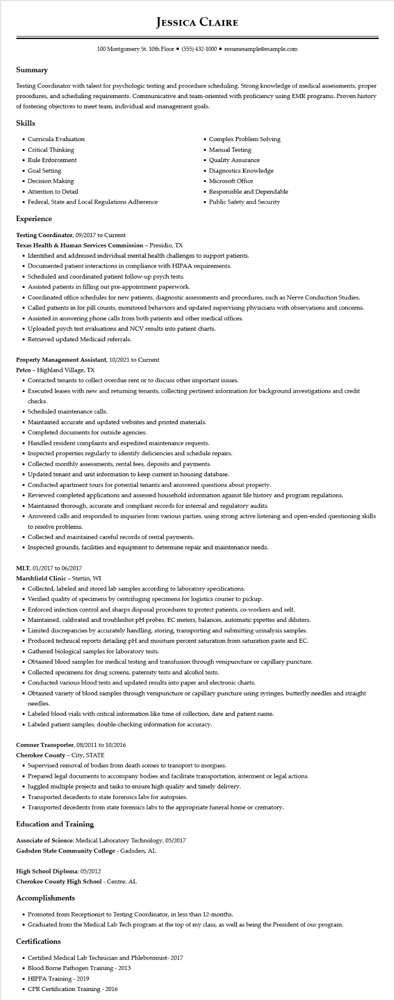 Jessica Claire
100 Montgomery St. 10th Floor ● (555) 432-1000 ● resumesample@example.com
Summary
Testing Coordinator with talent for psychologic testing and procedure scheduling. Strong knowledge of medical assessments, proper
procedures, and scheduling requirements. Communicative and team-oriented with proficiency using EMR programs. Proven history
of fostering objectives to meet team, individual and management goals.
Skills
• Curricula Evaluation
• Critical Thinking
• Rule Enforcement
• Goal Setting
• Decision Making
• Attention to Detail
• Federal, State and Local Regulations Adherence
• Complex Problem Solving
• Manual Testing
• Quality Assurance
• Diagnostics Knowledge
• Microsoft Office
• Responsible and Dependable
• Public Safety and Security
Experience
Testing Coordinator, 09/2017 to Current
Texas Health & Human Services Commission – Presidio, TX
• Identified and addressed individual mental health challenges to support patients.
• Documented patient interactions in compliance with HIPAA requirements.
• Scheduled and coordinated patient follow-up psych tests.
• Assisted patients in filling out pre-appointment paperwork.
• Coordinated office schedules for new patients, diagnostic assessments and procedures, such as Nerve Conduction Studies.
• Called patients in for pill counts, monitored behaviors and updated supervising physicians with observations and concerns.
• Assisted in answering phone calls from both patients and other medical offices.
• Uploaded psych test evaluations and NCV results into patient charts.
• Retrieved updated Medicaid referrals.
Property Management Assistant, 10/2021 to Current
Petco – Highland Village, TX
• Contacted tenants to collect overdue rent or to discuss other important issues.
• Executed leases with new and returning tenants, collecting pertinent information for background investigations and credit
checks.
• Scheduled maintenance calls.
• Maintained accurate and updated websites and printed materials.
• Completed documents for outside agencies.
• Handled resident complaints and expedited maintenance requests.
• Inspected properties regularly to identify deficiencies and schedule repairs.
• Collected monthly assessments, rental fees, deposits and payments.
• Updated tenant and unit information to keep current in housing database.
• Conducted apartment tours for potential tenants and answered questions about property.
• Reviewed completed applications and assessed household information against file history and program regulations.
• Maintained thorough, accurate and compliant records for internal and regulatory audits.
• Answered calls and responded to inquiries from various parties, using strong active listening and open-ended questioning skills
to resolve problems.
• Collected and maintained careful records of rental payments.
• Inspected grounds, facilities and equipment to determine repair and maintenance needs.
MLT, 01/2017 to 06/2017
Marshfield Clinic – Stettin, WI
• Collected, labeled and stored lab samples according to laboratory specifications.
• Verified quality of specimens by centrifuging specimens for logistics courier to pickup.
• Enforced infection control and sharps disposal procedures to protect patients, co-workers and self.
• Maintained, calibrated and troubleshot pH probes, EC meters, balances, automatic pipettes and diluters.
• Limited discrepancies by accurately handling, storing, transporting and submitting urinalysis samples.
• Produced technical reports detailing pH and moisture percent saturation from saturation paste and EC.
• Gathered biological samples for laboratory tests.
• Obtained blood samples for medical testing and transfusion through venipuncture or capillary puncture.
• Collected specimens for drug screens, paternity tests and alcohol tests.
• Conducted various blood tests and updated results into paper and electronic charts.
• Obtained variety of blood samples through venipuncture or capillary puncture using syringes, butterfly needles and straight
needles.
• Labeled blood vials with critical information like time of collection, date and patient name.
• Labeled patient samples, double-checking information for accuracy.
Coroner Transporter, 08/2011 to 10/2016
Cherokee County – City, STATE
• Supervised removal of bodies from death scenes to transport to morgues.
• Prepared legal documents to accompany bodies and facilitate transportation, interment or legal actions.
• Juggled multiple projects and tasks to ensure high quality and timely delivery.
• Transported decedents to state forensics labs for autopsies.
• Transported decedents from state forensics labs to the appropriate funeral home or crematory.
Education and Training
Associate of Science: Medical Laboratory Technology, 05/2017
Gadsden State Community College - Gadsden, AL
High School Diploma: 05/2012
Cherokee County High School - Centre, AL
Accomplishments
• Promoted from Receptionist to Testing Coordinator, in less than 12-months.
• Graduated from the Medical Lab Tech program at the top of my class, as well as being the President of our program.
Certifications
• Certified Medical Lab Technician and Phlebotomist- 2017
• Blood Borne Pathogen Training - 2013
• HIPPA Training - 2019
• CPR Certification Training - 2016